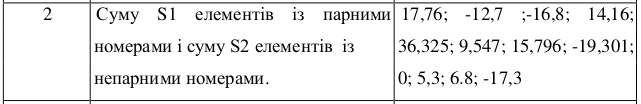 2
Суму S1 елементів із парними
номерами і суму S2 елементів із
непарними номерами.
17,76; -12,7 ;-16,8; 14,16;
36,325; 9,547; 15,796; -19,301;
0; 5,3; 6.8; -17,3